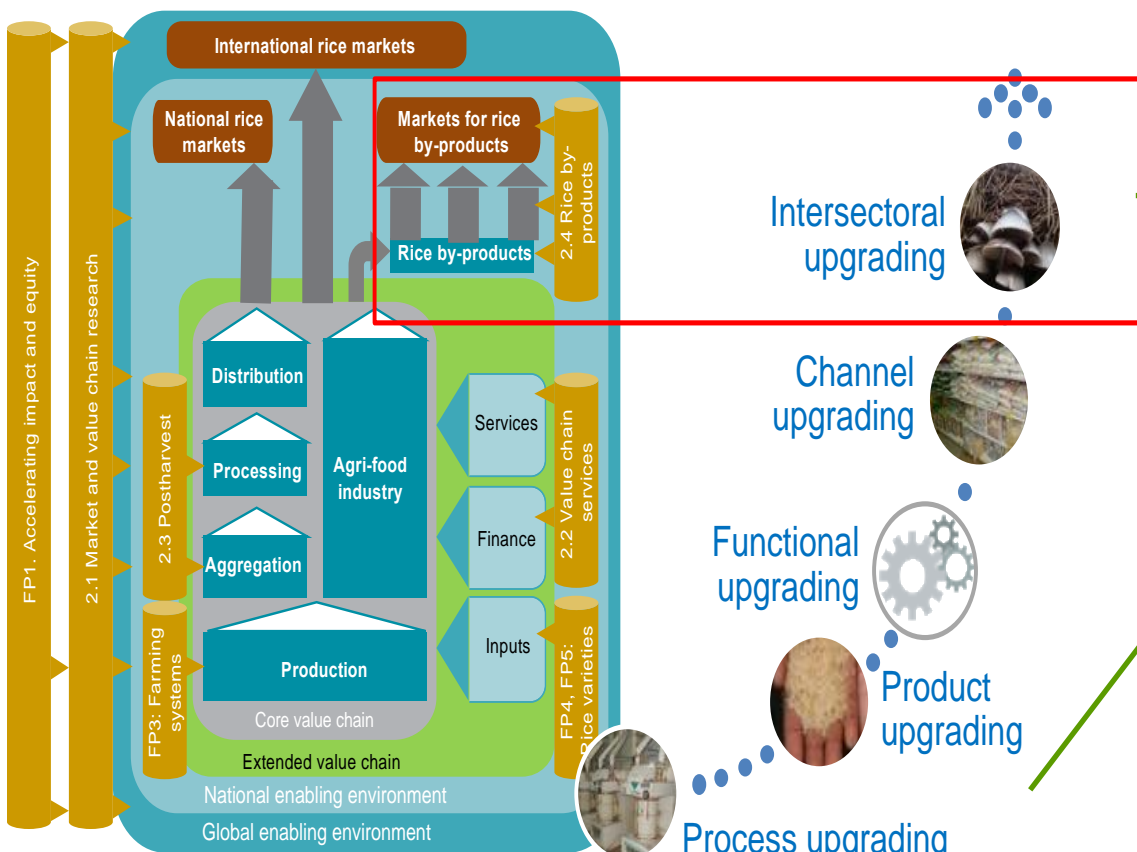 International rice markets
National rice
markets
Markets for rice
by-products
Rice by-products
2.4 Rice by-
products
FP1. Accelerating impact and equity
2.1 Market and value chain research
2.3 Postharvest
FP3: Farming
systems
Distribution
Processing
Aggregation
Agri-food
industry
Production
Services
Finance
Inputs
2.2 Value chain
services
FP4, FP5:
Rice varieties
Core value chain
Extended value chain
National enabling environment
Global enabling environment
Intersectoral
upgrading
Channel
upgrading
Functional
upgrading
Product
upgrading
Process upgrading